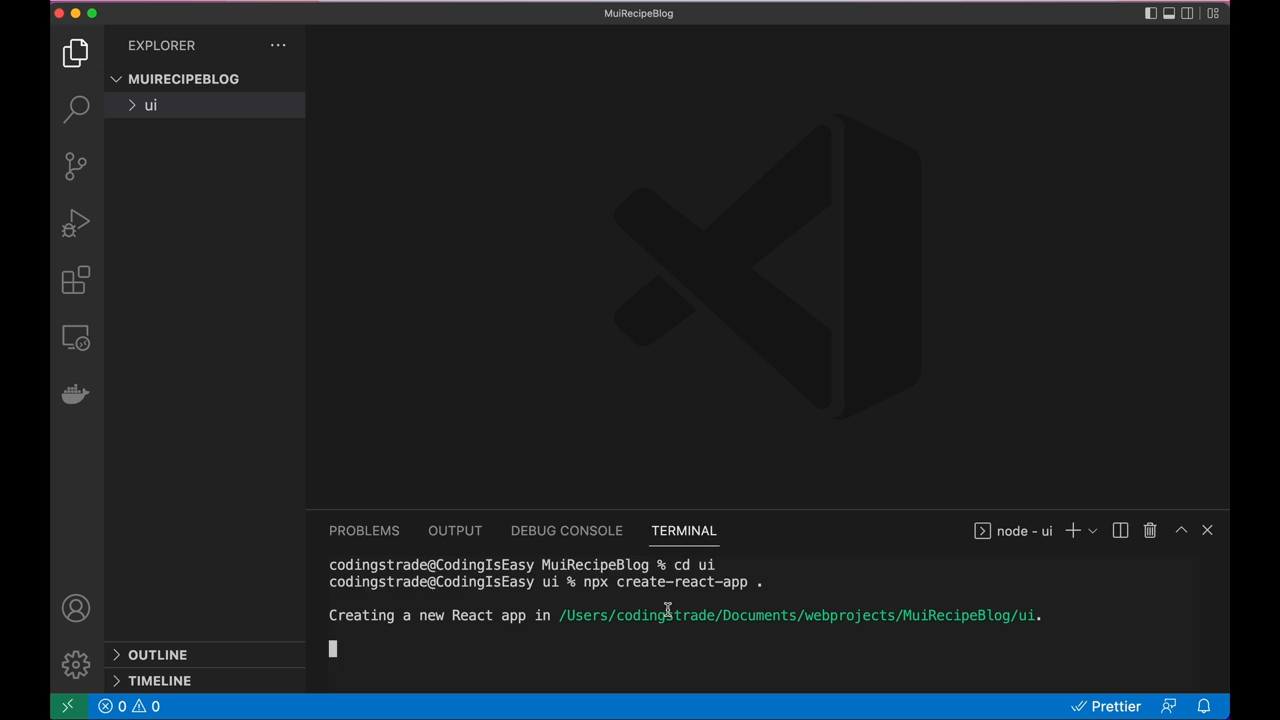 MuiRecipeBlog
EXPLORER
MUIRECIPEBLOG
ui
OUTLINE
TIMELINE
PROBLEMS OUTPUT DEBUG CONSOLE TERMINAL
node - ui
codingstrade@CodingIsEasy MuiRecipeBlog % cd ui
codingstrade@CodingIsEasy ui % npx create-react-app .
Creating a new React app in /Users/codingstrade/Documents/webprojects/MuiRecipeBlog/ui.
0 0
Prettier